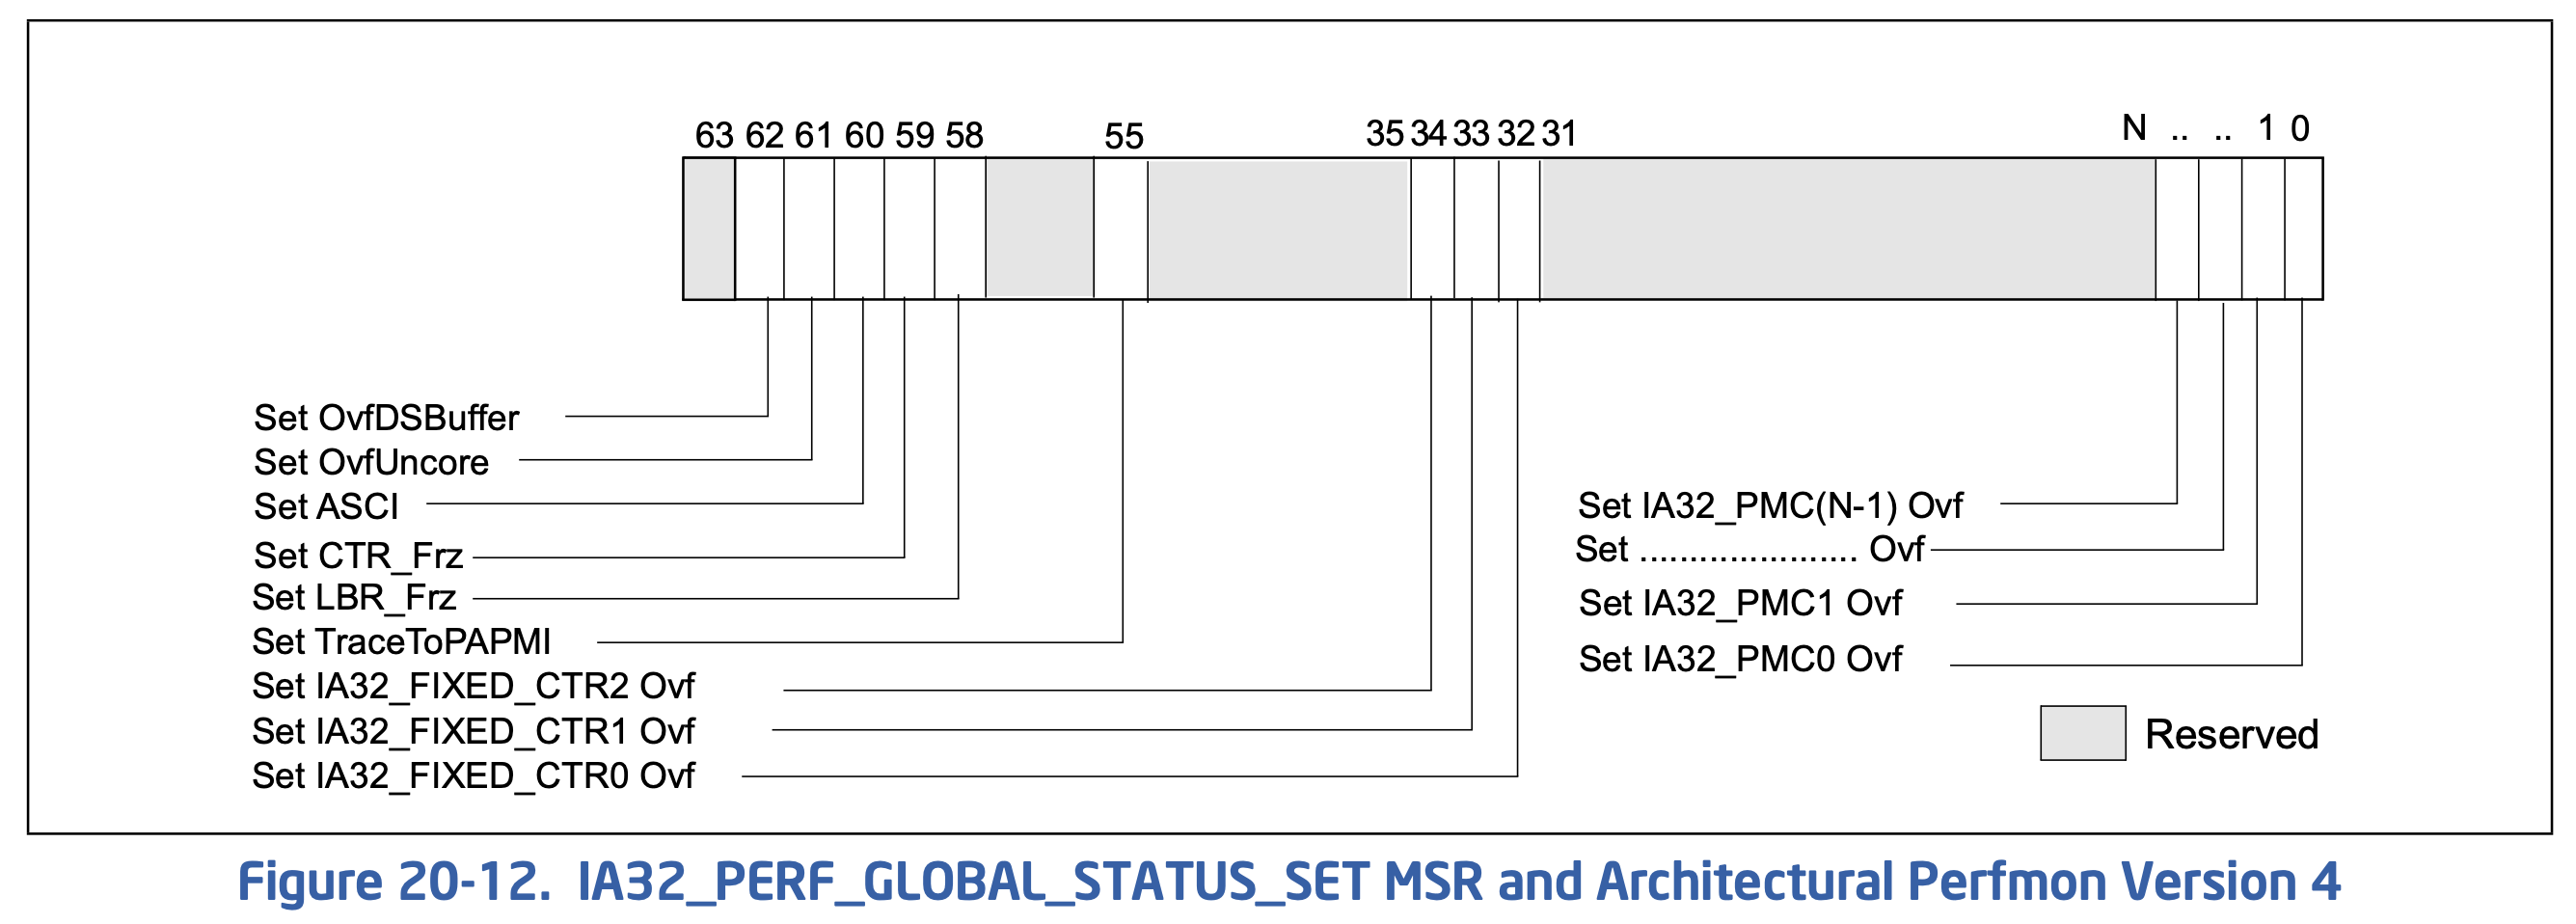 63 62 61 60 59 58 55 35 34 33 32 31 N .. .. 1 0
Set OvfDSBuffer
Set OvfUncore
Set ASCI
Set CTR_Frz
Set LBR_Frz
Set TraceToPAPMI
Set IA32_FIXED_CTR2 Ovf
Set IA32_FIXED_CTR1 Ovf
Set IA32_FIXED_CTR0 Ovf
Set IA32_PMC(N-1) Ovf
Set ...................... Ovf
Set IA32_PMC1 Ovf
Set IA32_PMC0 Ovf
Reserved
Figure 20-12. IA32_PERF_GLOBAL_STATUS_SET MSR and Architectural Perfmon Version 4